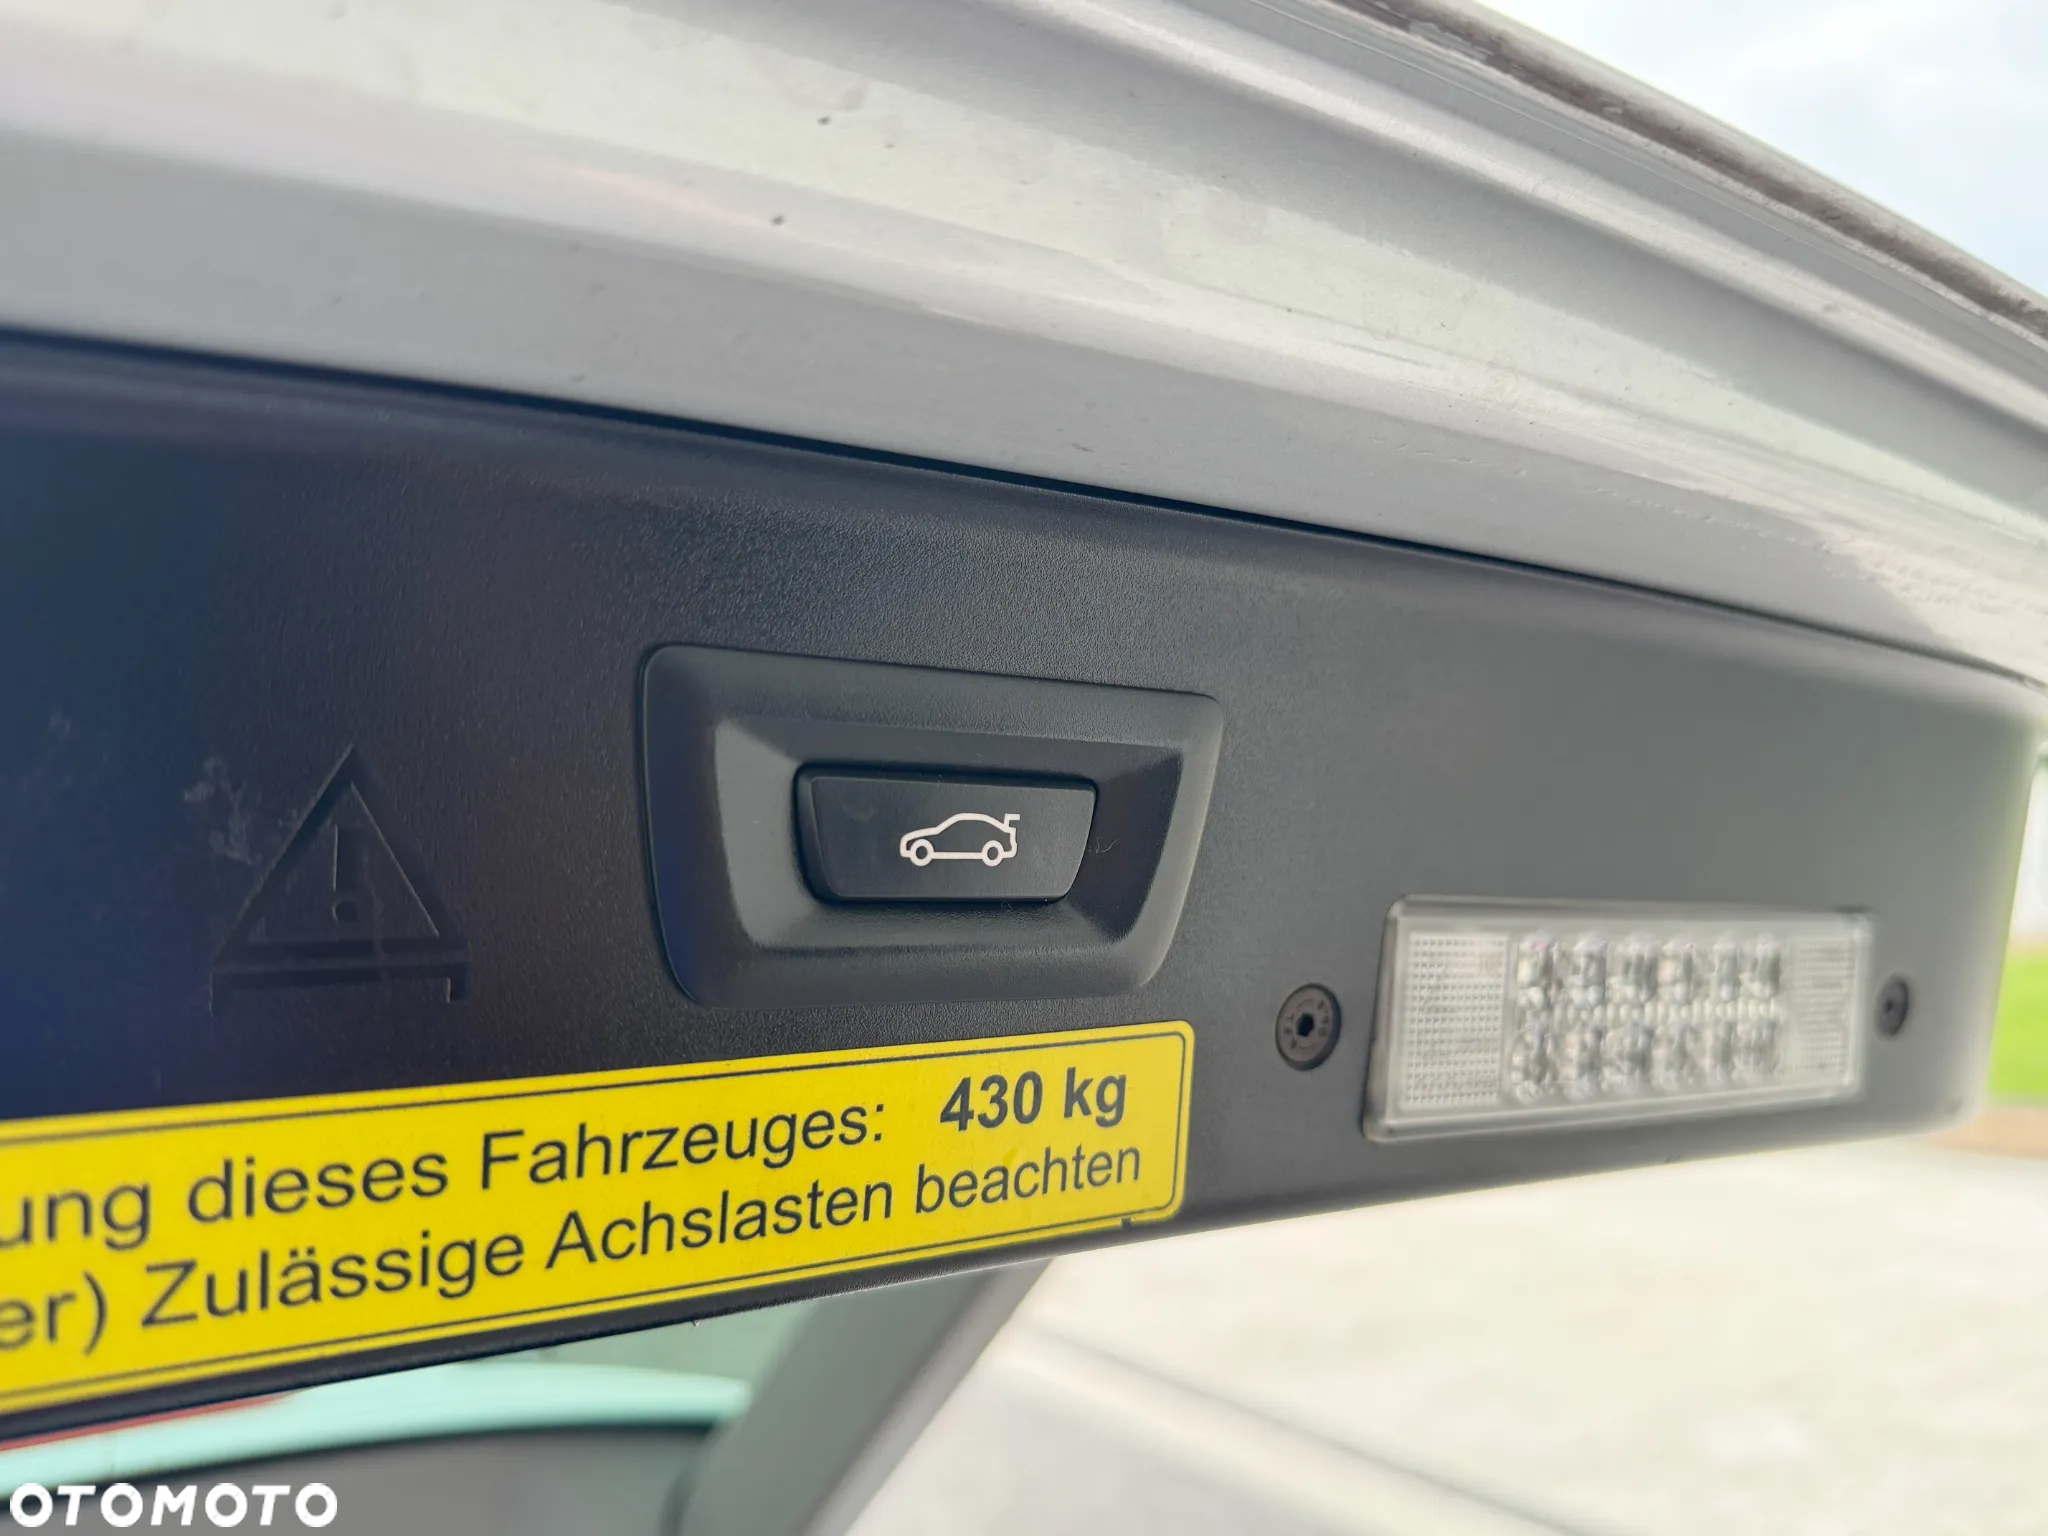 ung dieses Fahrzeuges: 430 kg
er) Zulässige Achslasten beachten
OTOMOTO